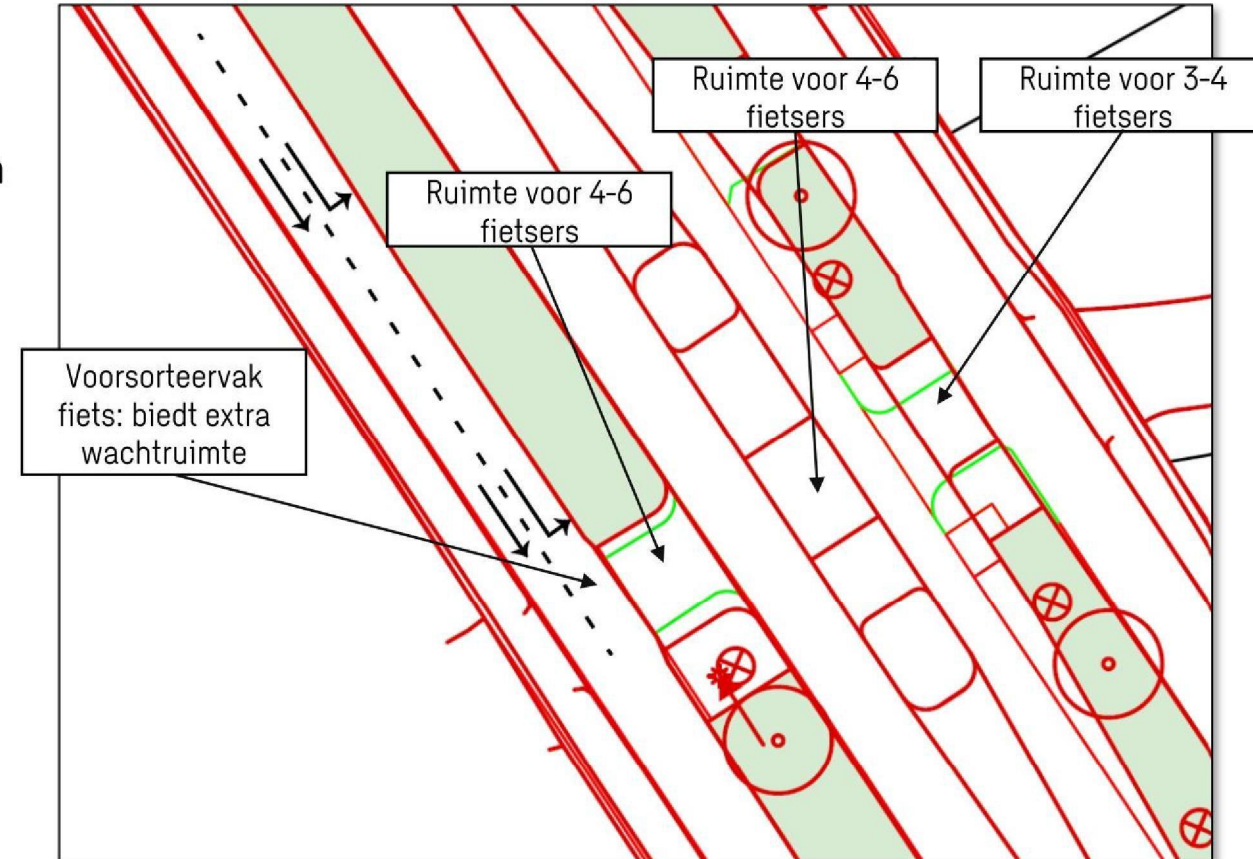 Ruimte voor 4-6
fietsers
Ruimte voor 3-4
fietsers
Ruimte voor 4-6
fietsers
Voorsorteervak
fiets: biedt extra
wachtruimte